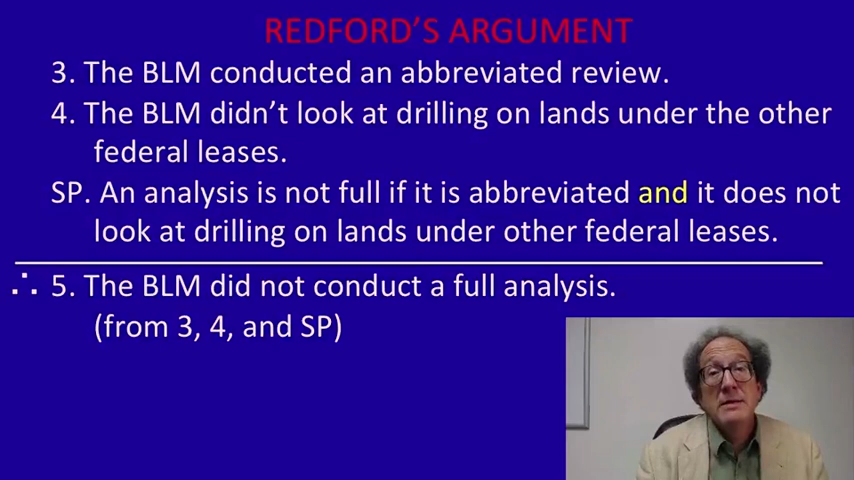 REDFORD'S ARGUMENT
3. The BLM conducted an abbreviated review.
4. The BLM didn't look at drilling on lands under the other
federal leases.
SP. An analysis is not full if it is abbreviated and it does not
look at drilling on lands under other federal leases.
∴ 5. The BLM did not conduct a full analysis.
(from 3, 4, and SP)